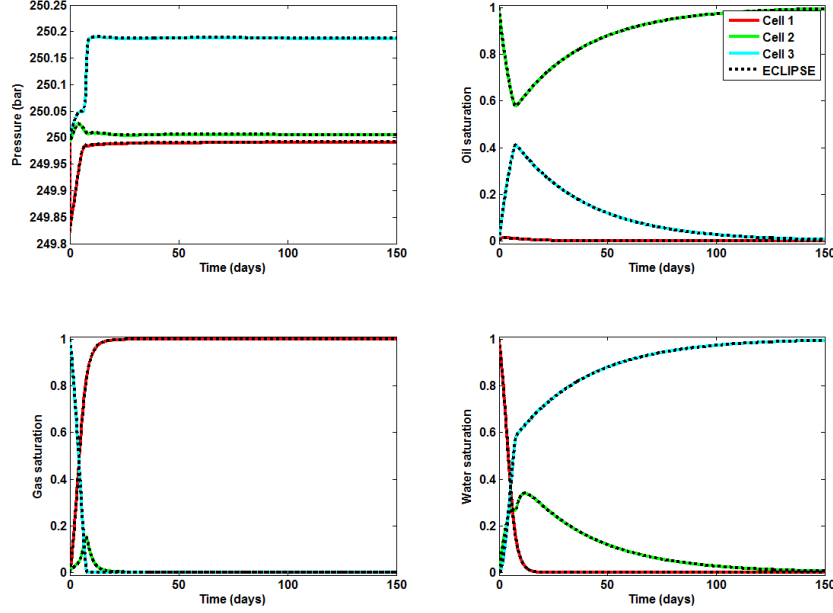 250.25
250.2
250.15
250.1
250.05
250
249.95
249.9
249.85
249.8
Pressure (bar)
0 50 100 150
Time (days)
1
0.8
0.6
0.4
0.2
0
Oil saturation
Cell 1
Cell 2
Cell 3
ECLIPSE
0 50 100 150
Time (days)
1
0.8
0.6
0.4
0.2
0
Gas saturation
0 50 100 150
Time (days)
1
0.8
0.6
0.4
0.2
0
Water saturation
0 50 100 150
Time (days)